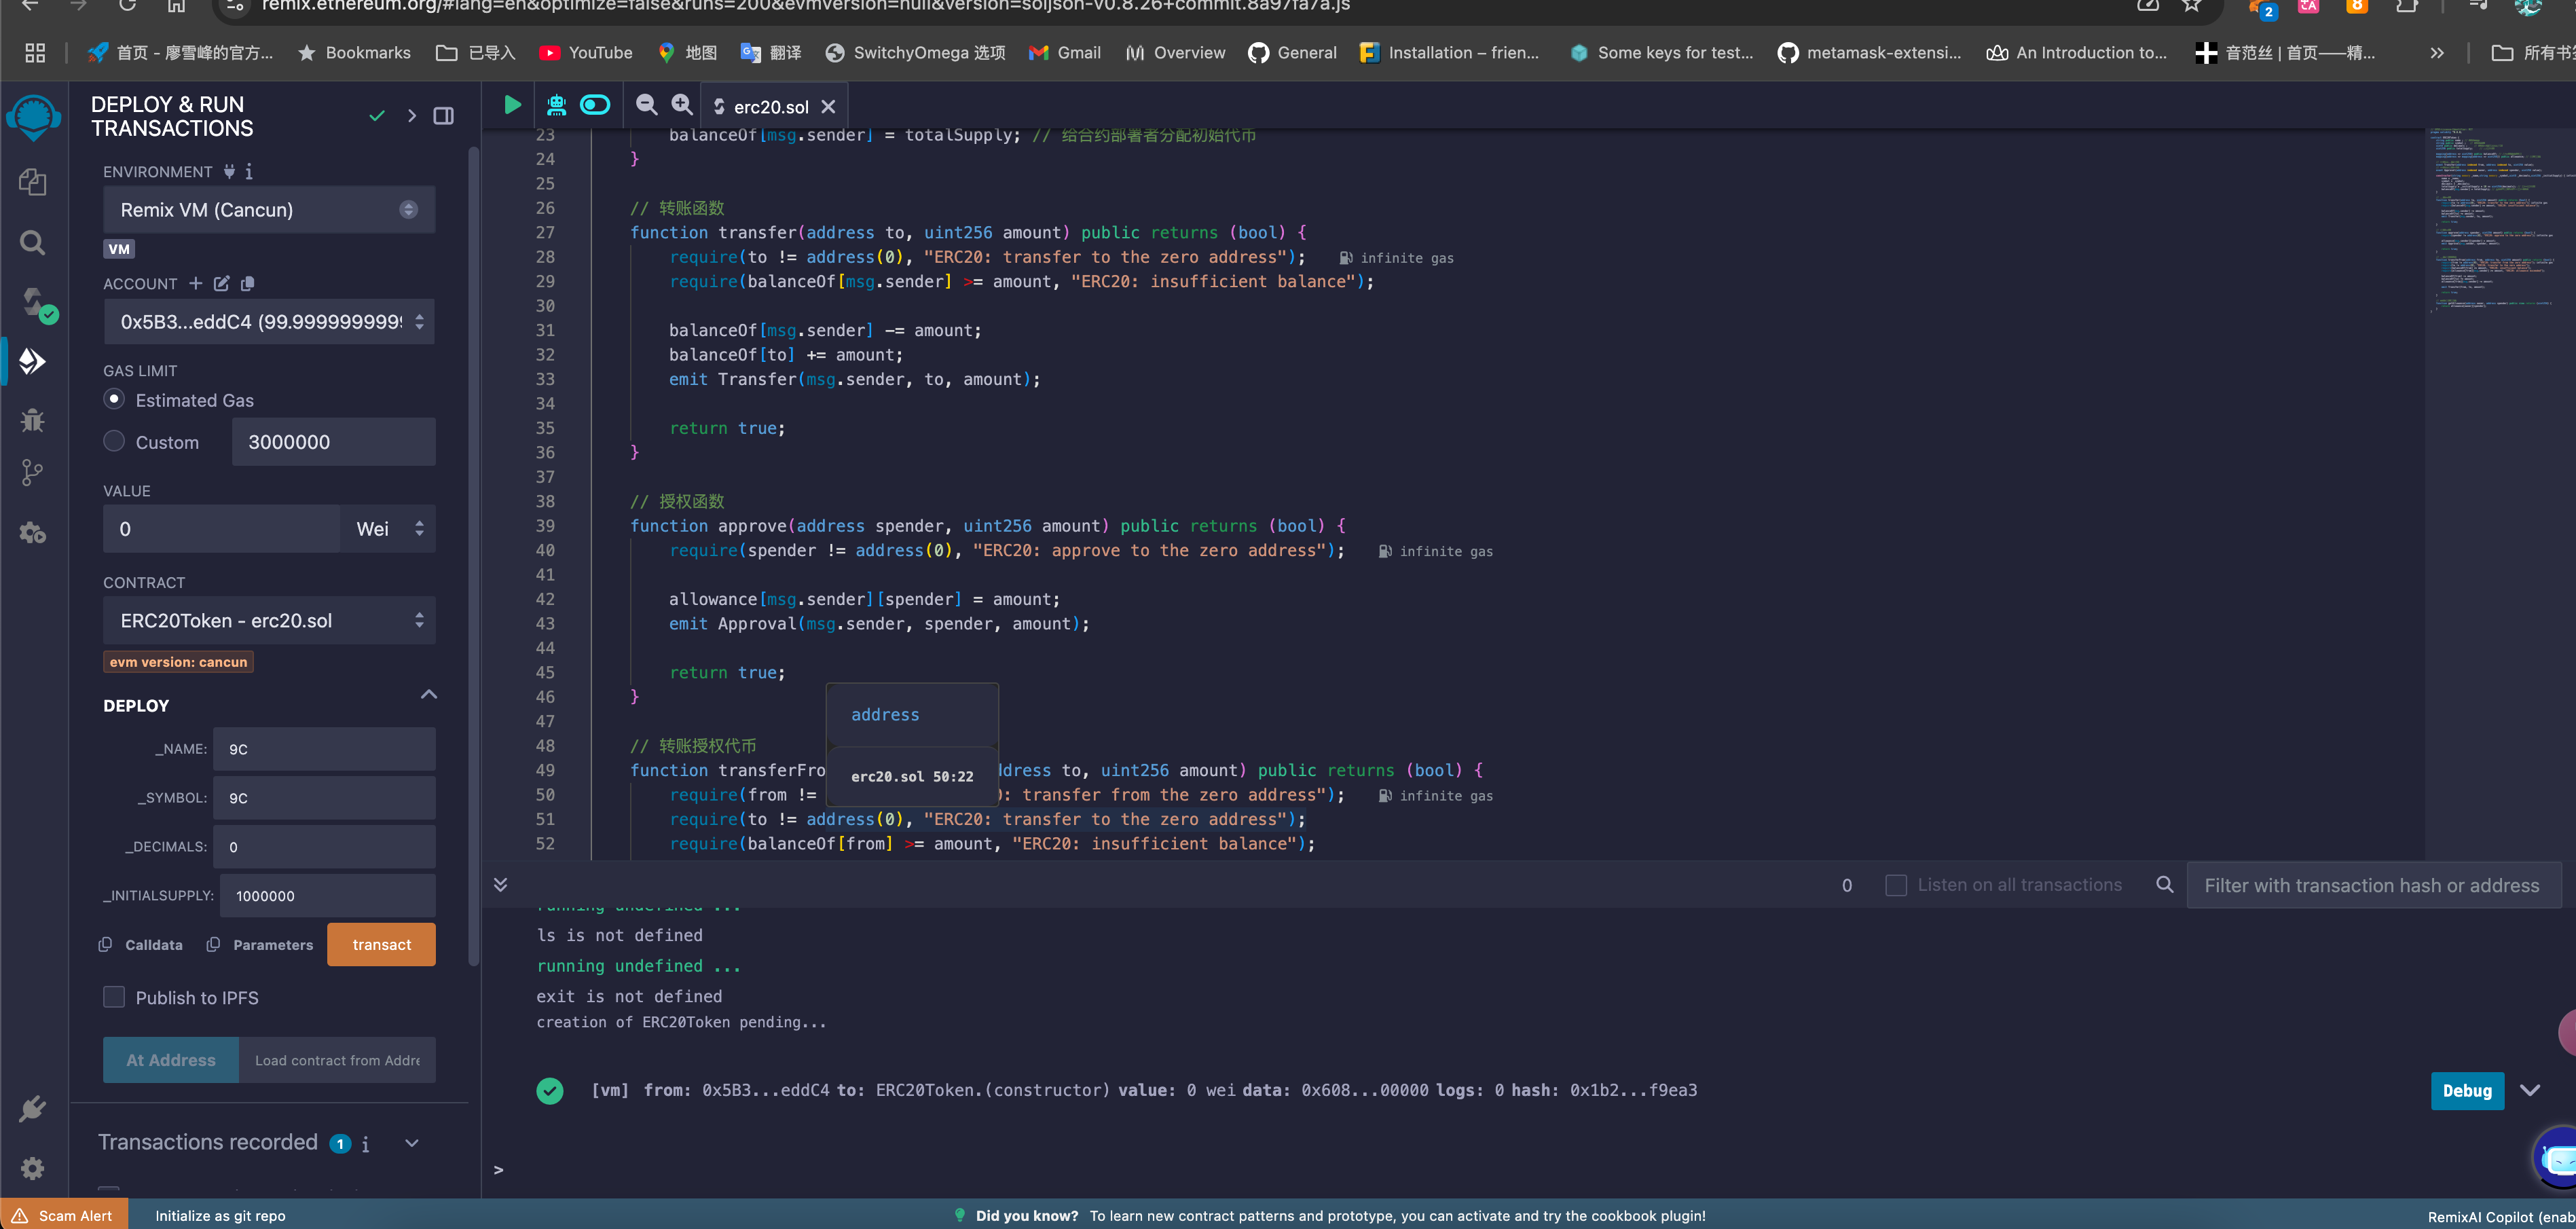 remix.ethereum.org/#lang=en&optimize=false&runs=200&evmversion=null&version=soljson-v0.8.26+commit.8a97fa7a.js
2
8
首页 - 廖雪峰的官方... Bookmarks 已导入 YouTube 地图 翻译 SwitchyOmega 选项 Gmail Overview General Installation – frien... Some keys for test... metamask-extensi... An Introduction to... 音范丝 | 首页——精... » 所有书签
DEPLOY & RUN
TRANSACTIONS
ENVIRONMENT
Remix VM (Cancun)
VM
ACCOUNT
0x5B3...eddC4 (99.9999999999
GAS LIMIT
Estimated Gas
Custom
3000000
VALUE
0
Wei
CONTRACT
ERC20Token - erc20.sol
evm version: cancun
DEPLOY
_NAME: 9C
_SYMBOL: 9C
_DECIMALS: 0
_INITIALSUPPLY: 1000000
Calldata Parameters transact
Publish to IPFS
At Address Load contract from Addre
Transactions recorded 1
erc20.sol
23 balanceOf[msg.sender] = totalSupply; // 给合约部署者分配初始代币
24 }
25
26 // 转账函数
27 function transfer(address to, uint256 amount) public returns (bool) {
28 require(to != address(0), "ERC20: transfer to the zero address"); infinite gas
29 require(balanceOf[msg.sender] >= amount, "ERC20: insufficient balance");
30
31 balanceOf[msg.sender] -= amount;
32 balanceOf[to] += amount;
33 emit Transfer(msg.sender, to, amount);
34
35 return true;
36 }
37
38 // 授权函数
39 function approve(address spender, uint256 amount) public returns (bool) {
40 require(spender != address(0), "ERC20: approve to the zero address"); infinite gas
41
42 allowance[msg.sender][spender] = amount;
43 emit Approval(msg.sender, spender, amount);
44
45 return true;
46 }
47
48 // 转账授权代币
49 function transferFro ddress to, uint256 amount) public returns (bool) {
50 require(from != ): transfer from the zero address"); infinite gas
51 require(to != address(0), "ERC20: transfer to the zero address");
52 require(balanceOf[from] >= amount, "ERC20: insufficient balance");
address
erc20.sol 50:22
0 Listen on all transactions Filter with transaction hash or address
running undefined ...
ls is not defined
running undefined ...
exit is not defined
creation of ERC20Token pending...
[vm] from: 0x5B3...eddC4 to: ERC20Token.(constructor) value: 0 wei data: 0x608...00000 logs: 0 hash: 0x1b2...f9ea3
Debug
>
Scam Alert Initialize as git repo Did you know? To learn new contract patterns and prototype, you can activate and try the cookbook plugin! RemixAI Copilot (enab